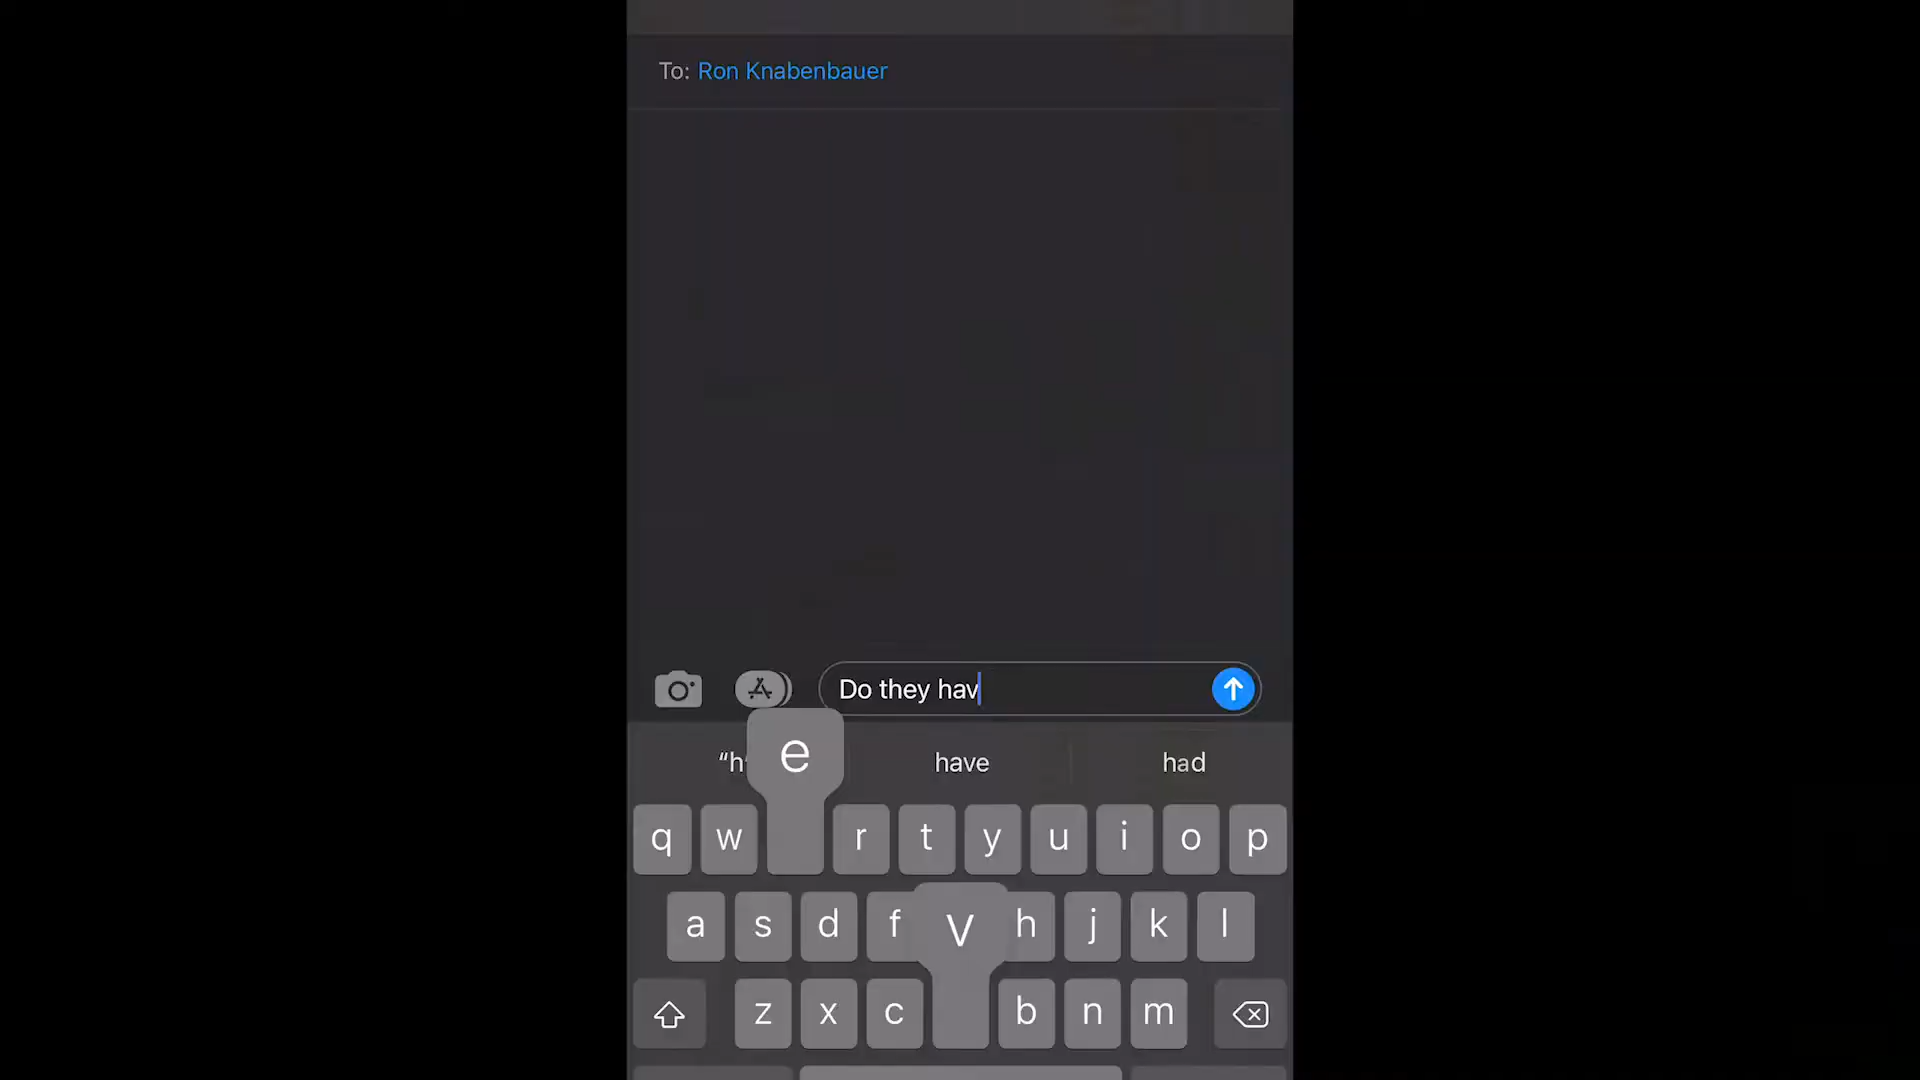 To: Ron Knabenbauer
Do they hav
have had
e
q w r t y u i o p
a s d f v h j k l
z x c b n m